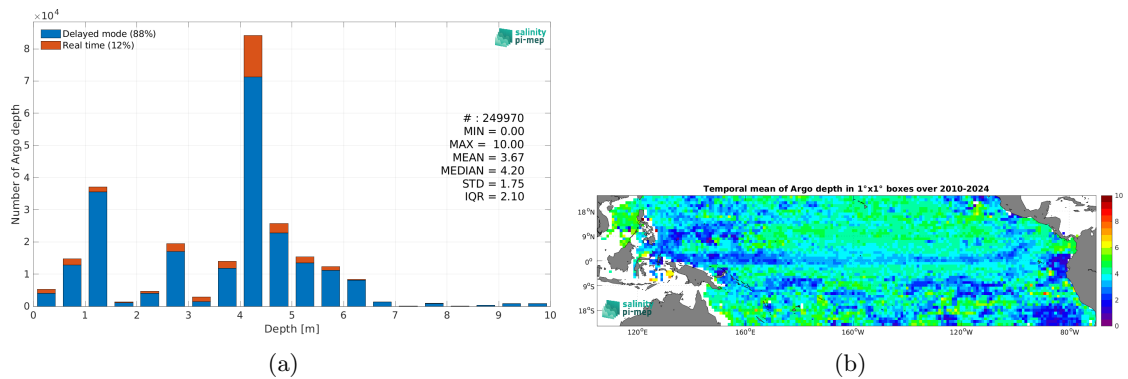 ×10⁴
Delayed mode (88%)
Real time (12%)
salinity
pi-mep
8
7
6
5
4
3
2
1
0
Number of Argo depth
# : 249970
MIN = 0.00
MAX = 10.00
MEAN = 3.67
MEDIAN = 4.20
STD = 1.75
IQR = 2.10
0 1 2 3 4 5 6 7 8 9 10
Depth [m]
(a)
Temporal mean of Argo depth in 1°x1° boxes over 2010-2024
18°N
9°N
0°
9°S
18°S
salinity
pi-mep
120°E 160°E 160°W 120°W 80°W
10
8
6
4
2
0
(b)